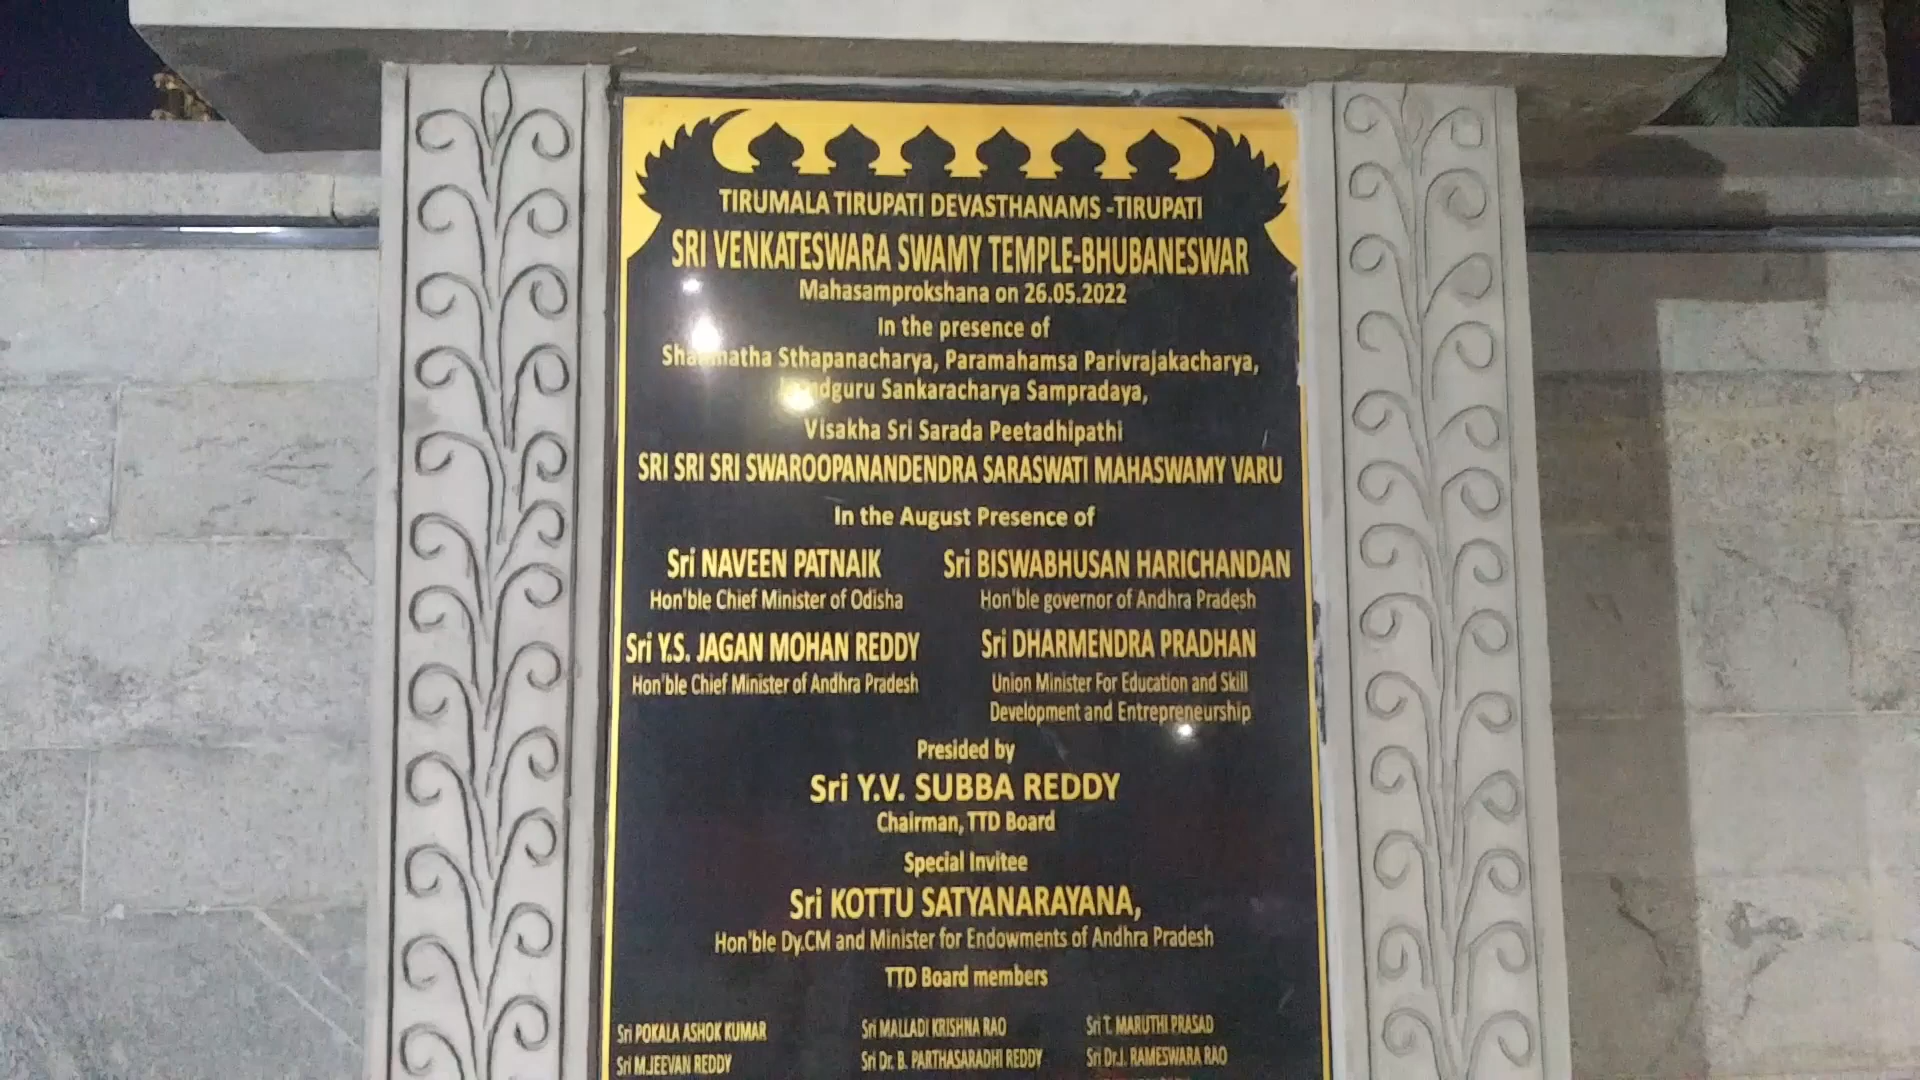 TIRUMALA TIRUPATI DEVASTHANAMS -TIRUPATI
SRI VENKATESWARA SWAMY TEMPLE-BHUBANESWAR
Mahasamprokshana on 26.05.2022
In the presence of
Sthapanacharya, Paramahamsa Parivrajakacharya,
Sankaracharya Sampradaya,
Visakha Sri Sarada Peetadhipathi
SRI SRI SRI SWAROOPANANDENDRA SARASWATI MAHASWAMY VARU
In the August Presence of
Sri NAVEEN PATNAIK
Hon'ble Chief Minister of Odisha
Sri BISWABHUSAN HARICHANDAN
Hon'ble governor of Andhra Pradesh
Sri Y.S. JAGAN MOHAN REDDY
Hon'ble Chief Minister of Andhra Pradesh
Sri DHARMENDRA PRADHAN
Union Minister For Education and Skill
Development and Entrepreneurship
Presided by
Sri Y.V. SUBBA REDDY
Chairman, TTD Board
Special Invitee
Sri KOTTU SATYANARAYANA,
Hon'ble Dy.CM and Minister for Endowments of Andhra Pradesh
TTD Board members
Sri POKALA ASHOK KUMAR Sri MALLADI KRISHNA RAO Sri T. MARUTHI PRASAD
Sri M.JEEVAN REDDY Sri Dr. B. PARTHASARADHI REDDY Sri Dr.J. RAMESWARA RAO